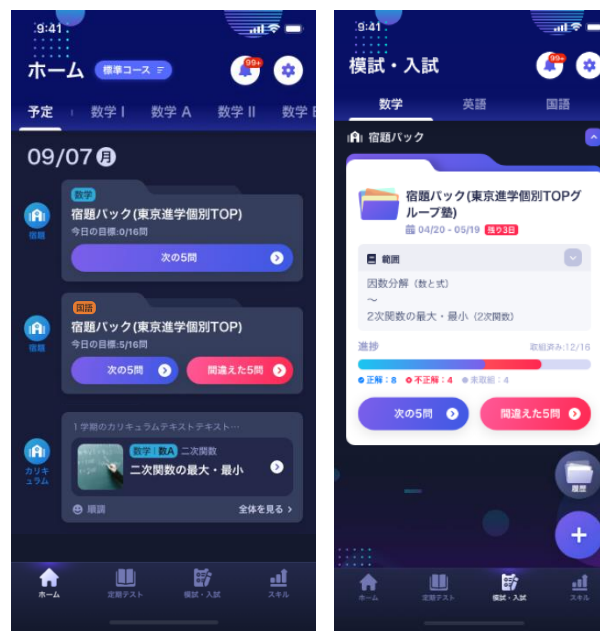 9:41
ホーム
標準コース
99+
予定
数学 I
数学 A
数学 II
数学 B
09/07 月
宿題
数学
宿題パック(東京進学個別TOP)
今日の目標:0/16問
次の5問
宿題
国語
宿題パック(東京進学個別TOP)
今日の目標:5/16問
次の5問
間違えた5問
カリキ
ュラム
1学期のカリキュラムテキストテキスト…
数学 | 数A 二次関数
二次関数の最大・最小
順調
全体を見る
ホーム
定期テスト
模試・入試
スキル
9:41
模試・入試
99+
数学
英語
国語
宿題パック
宿題パック(東京進学個別TOPグ
ループ塾)
04/20 - 05/19 残り3日
範囲
因数分解（数と式）
〜
2次関数の最大・最小（2次関数）
進捗
取組済み:12/16
正解：8 不正解：4 未取組：4
次の5問
間違えた5問
履歴
ホーム
定期テスト
模試・入試
スキル